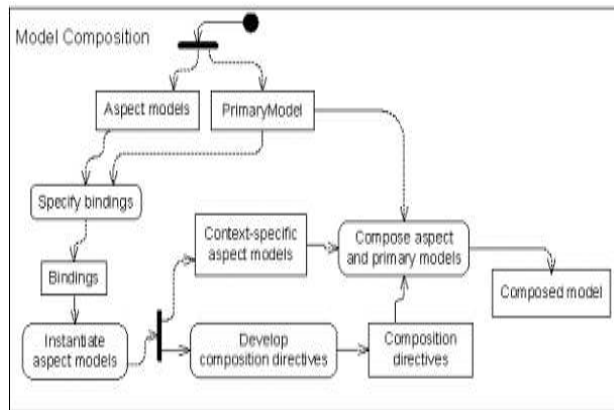 Model Composition
Aspect models
PrimaryModel
Specify bindings
Context-specific
aspect models
Compose aspect
and primary models
Bindings
Composed model
Instantiate
aspect models
Develop
composition directives
Composition
directives